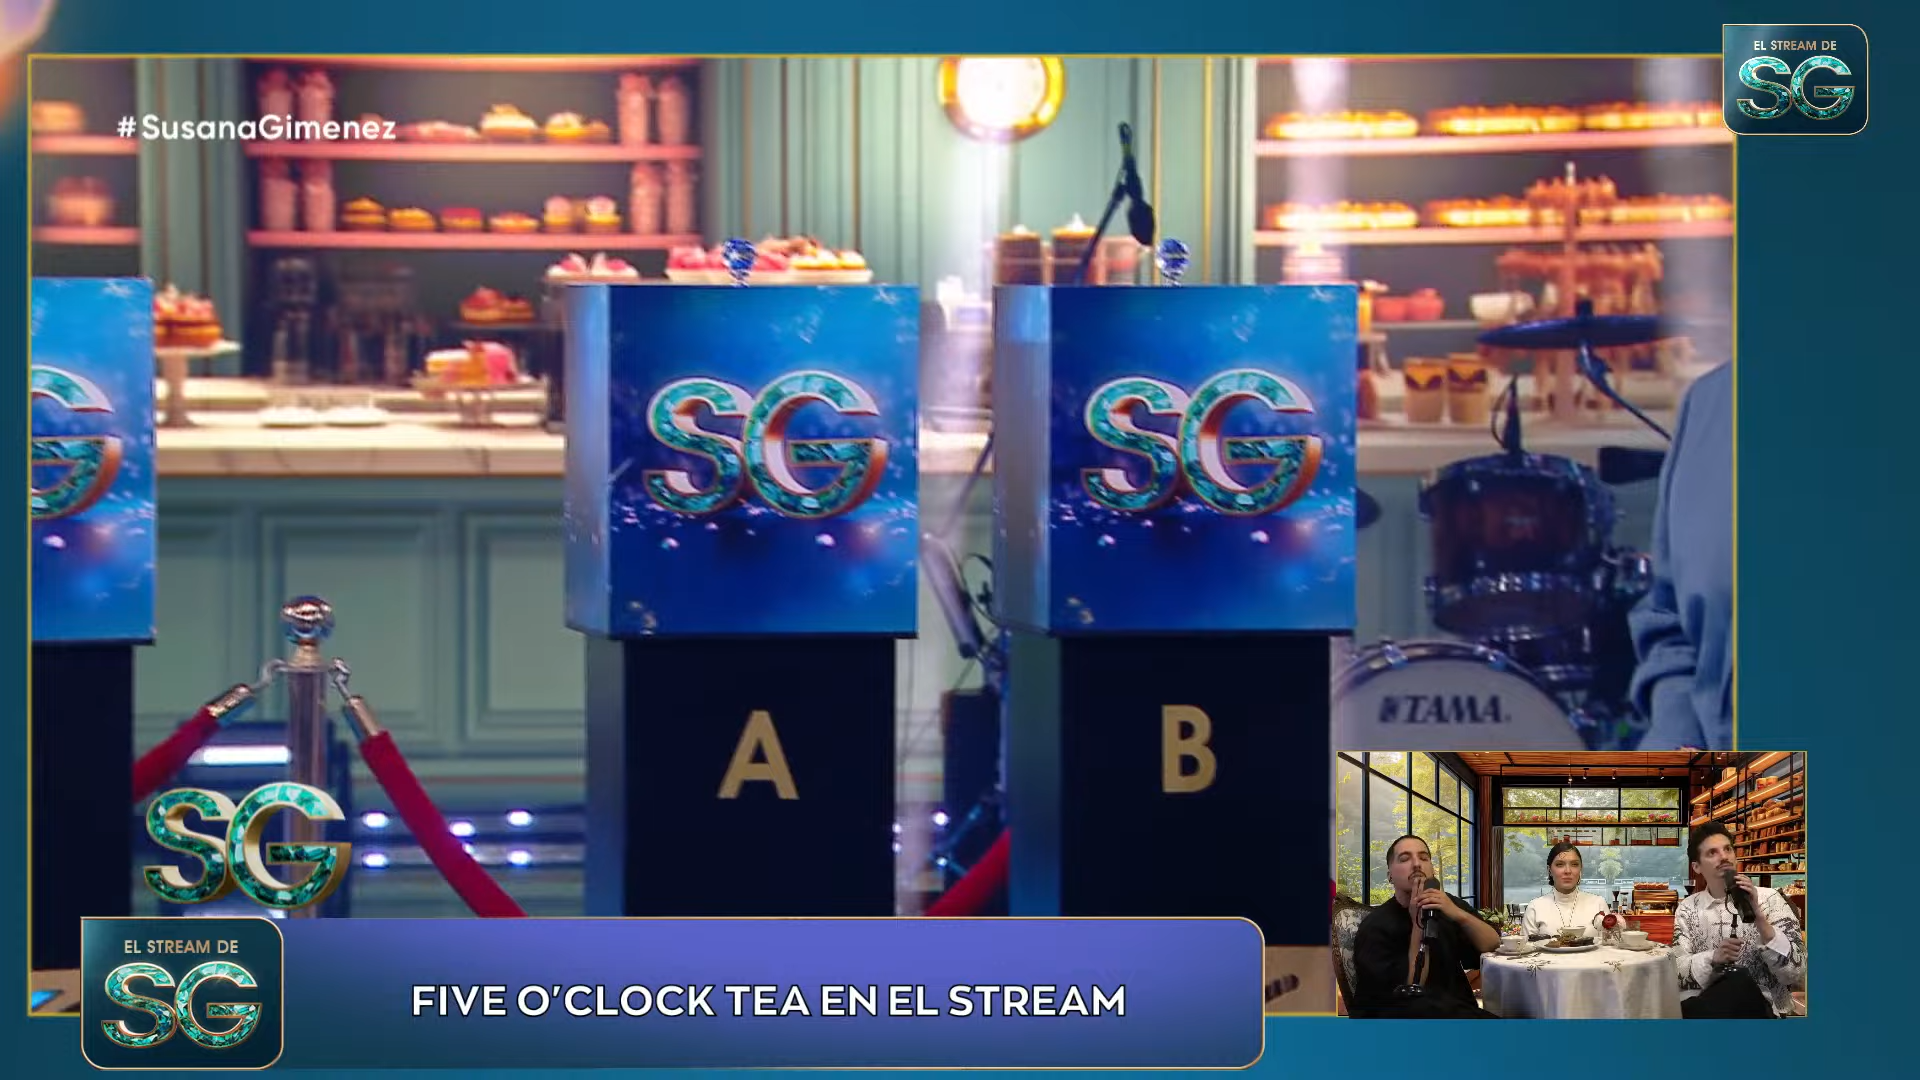 EL STREAM DE
SG
#SusanaGimenez
SG
SG
G
A
B
TAMA
SG
EL STREAM DE
SG
FIVE O'CLOCK TEA EN EL STREAM